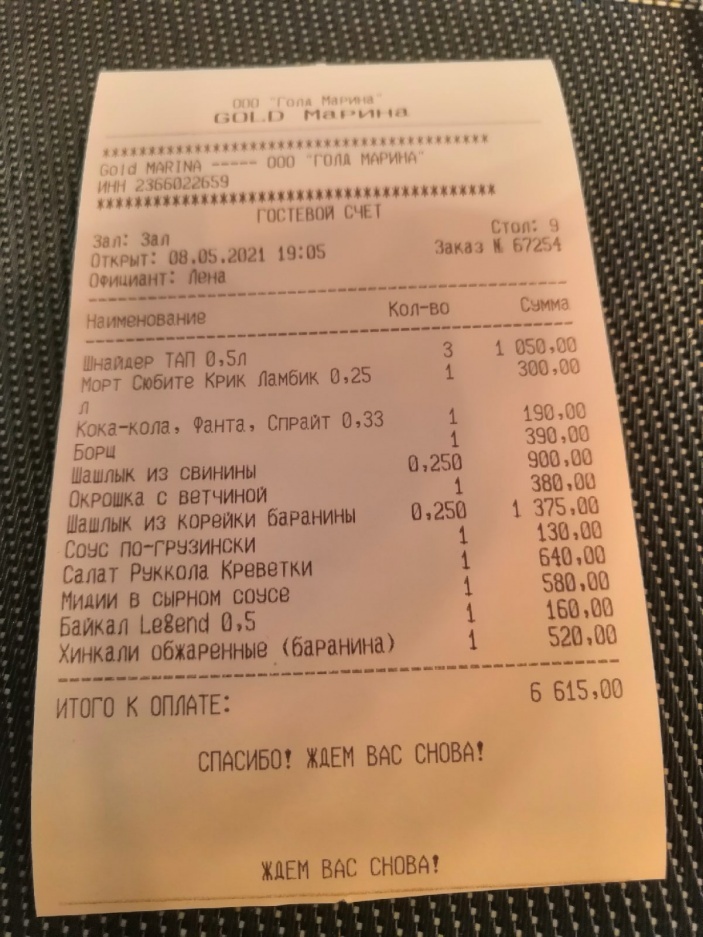 ООО "Голд Марина"
GOLD Марина
****************************************
Gold MARINA ----- ООО "ГОЛД МАРИНА"
ИНН 2366022659
****************************************
ГОСТЕВОЙ СЧЕТ
Зал: Зал Стол: 9
Открыт: 08.05.2021 19:05 Заказ № 67254
Официант: Лена
Наименование Кол-во Сумма
Шнайдер ТАП 0,5л 3 1 050,00
Морт Сюбите Крик Ламбик 0,25 1 300,00
л
Кока-кола, Фанта, Спрайт 0,33 1 190,00
Борщ 1 390,00
Шашлык из свинины 0,250 900,00
Окрошка с ветчиной 1 380,00
Шашлык из корейки баранины 0,250 1 375,00
Соус по-грузински 1 130,00
Салат Руккола Креветки 1 640,00
Мидии в сырном соусе 1 580,00
Байкал Legend 0,5 1 160,00
Хинкали обжаренные (баранина) 1 520,00
ИТОГО К ОПЛАТЕ: 6 615,00
СПАСИБО! ЖДЕМ ВАС СНОВА!
ЖДЕМ ВАС СНОВА!